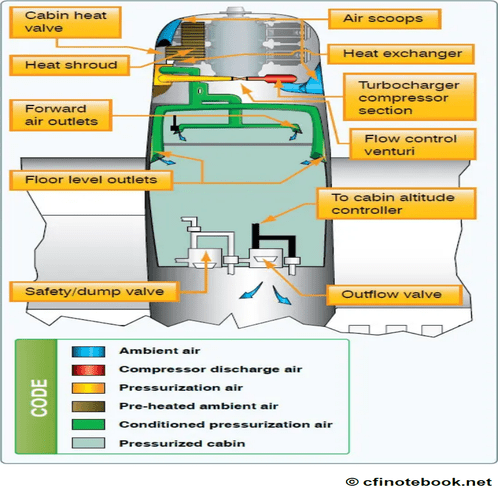 Cabin heat
valve
Air scoops
Heat shroud
Heat exchanger
Turbocharger
compressor
section
Forward
air outlets
Flow control
venturi
Floor level outlets
To cabin altitude
controller
Safety/dump valve
Outflow valve
CODE
Ambient air
Compressor discharge air
Pressurization air
Pre-heated ambient air
Conditioned pressurization air
Pressurized cabin
© cfinotebook.net